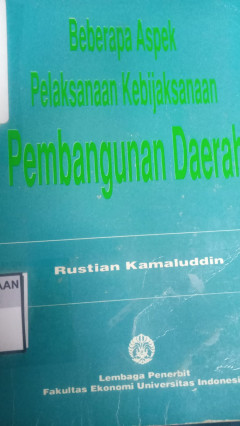 Beberapa Aspek
Pelaksanaan Kebijaksanaan
Pembangunan Daerah
Rustian Kamaluddin
Lembaga Penerbit
Fakultas Ekonomi Universitas Indonesi
AAN